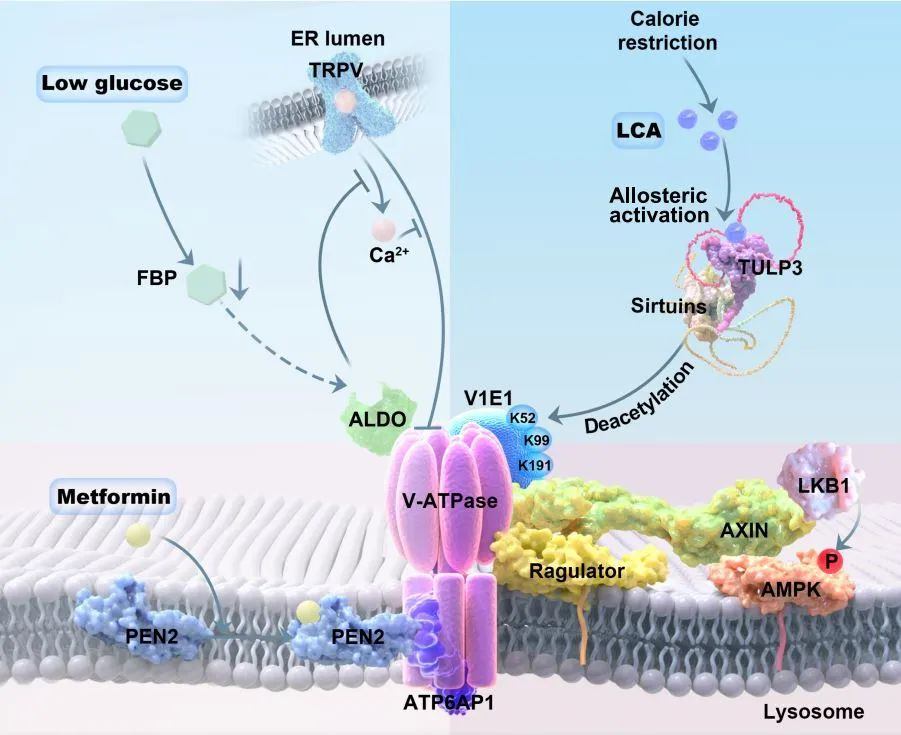 ER lumen
TRPV
Low glucose
Ca²⁺
FBP
ALDO
Calorie
restriction
LCA
Allosteric
activation
TULP3
Sirtuins
Deacetylation
V1E1
K52
K99
K191
V-ATPase
LKB1
AXIN
P
Ragulator
AMPK
Metformin
PEN2
PEN2
ATP6AP1
Lysosome